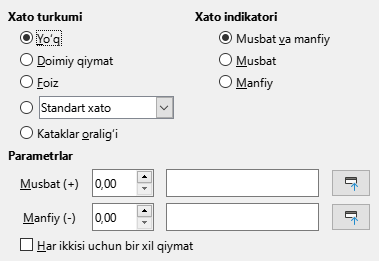 Xato turkumi
Yo‘q
Doimiy qiymat
Foiz
Standart xato
Kataklar oralig‘i
Xato indikatori
Musbat va manfiy
Musbat
Manfiy
Parametrlar
Musbat (+) 0,00
Manfiy (-) 0,00
Har ikkisi uchun bir xil qiymat